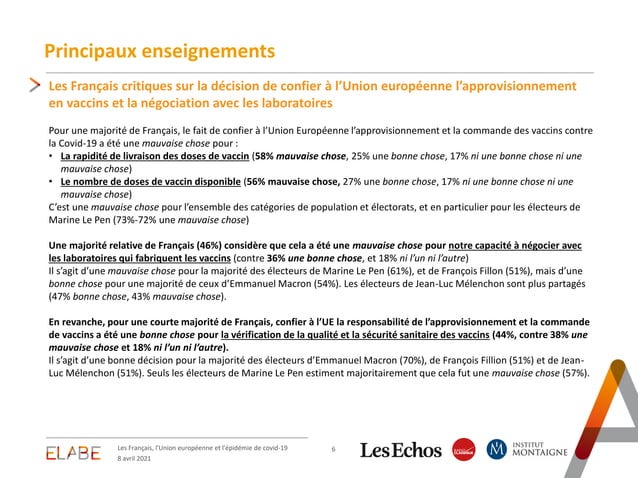 Principaux enseignements
Les Français critiques sur la décision de confier à l'Union européenne l'approvisionnement
en vaccins et la négociation avec les laboratoires
Pour une majorité de Français, le fait de confier à l'Union Européenne l'approvisionnement et la commande des vaccins contre
la Covid-19 a été une mauvaise chose pour :
• La rapidité de livraison des doses de vaccin (58% mauvaise chose, 25% une bonne chose, 17% ni une bonne chose ni une
mauvaise chose)
• Le nombre de doses de vaccin disponible (56% mauvaise chose, 27% une bonne chose, 17% ni une bonne chose ni une
mauvaise chose)
C'est une mauvaise chose pour l'ensemble des catégories de population et électorats, et en particulier pour les électeurs de
Marine Le Pen (73%-72% une mauvaise chose)
Une majorité relative de Français (46%) considère que cela a été une mauvaise chose pour notre capacité à négocier avec
les laboratoires qui fabriquent les vaccins (contre 36% une bonne chose, et 18% ni l'un ni l'autre)
Il s'agit d'une mauvaise chose pour la majorité des électeurs de Marine Le Pen (61%), et de François Fillon (51%), mais d'une
bonne chose pour une majorité de ceux d'Emmanuel Macron (54%). Les électeurs de Jean-Luc Mélenchon sont plus partagés
(47% bonne chose, 43% mauvaise chose).
En revanche, pour une courte majorité de Français, confier à l'UE la responsabilité de l'approvisionnement et la commande
de vaccins a été une bonne chose pour la vérification de la qualité et la sécurité sanitaire des vaccins (44%, contre 38% une
mauvaise chose et 18% ni l'un ni l'autre).
Il s'agit d'une bonne décision pour la majorité des électeurs d'Emmanuel Macron (70%), de François Fillion (51%) et de Jean-
Luc Mélenchon (51%). Seuls les électeurs de Marine Le Pen estiment majoritairement que cela fut une mauvaise chose (57%).
ELABE
Les Français, l'Union européenne et l'épidémie de covid-19
8 avril 2021
6
Les Echos
RADIO CLASSIQUE
INSTITUT
MONTAIGNE